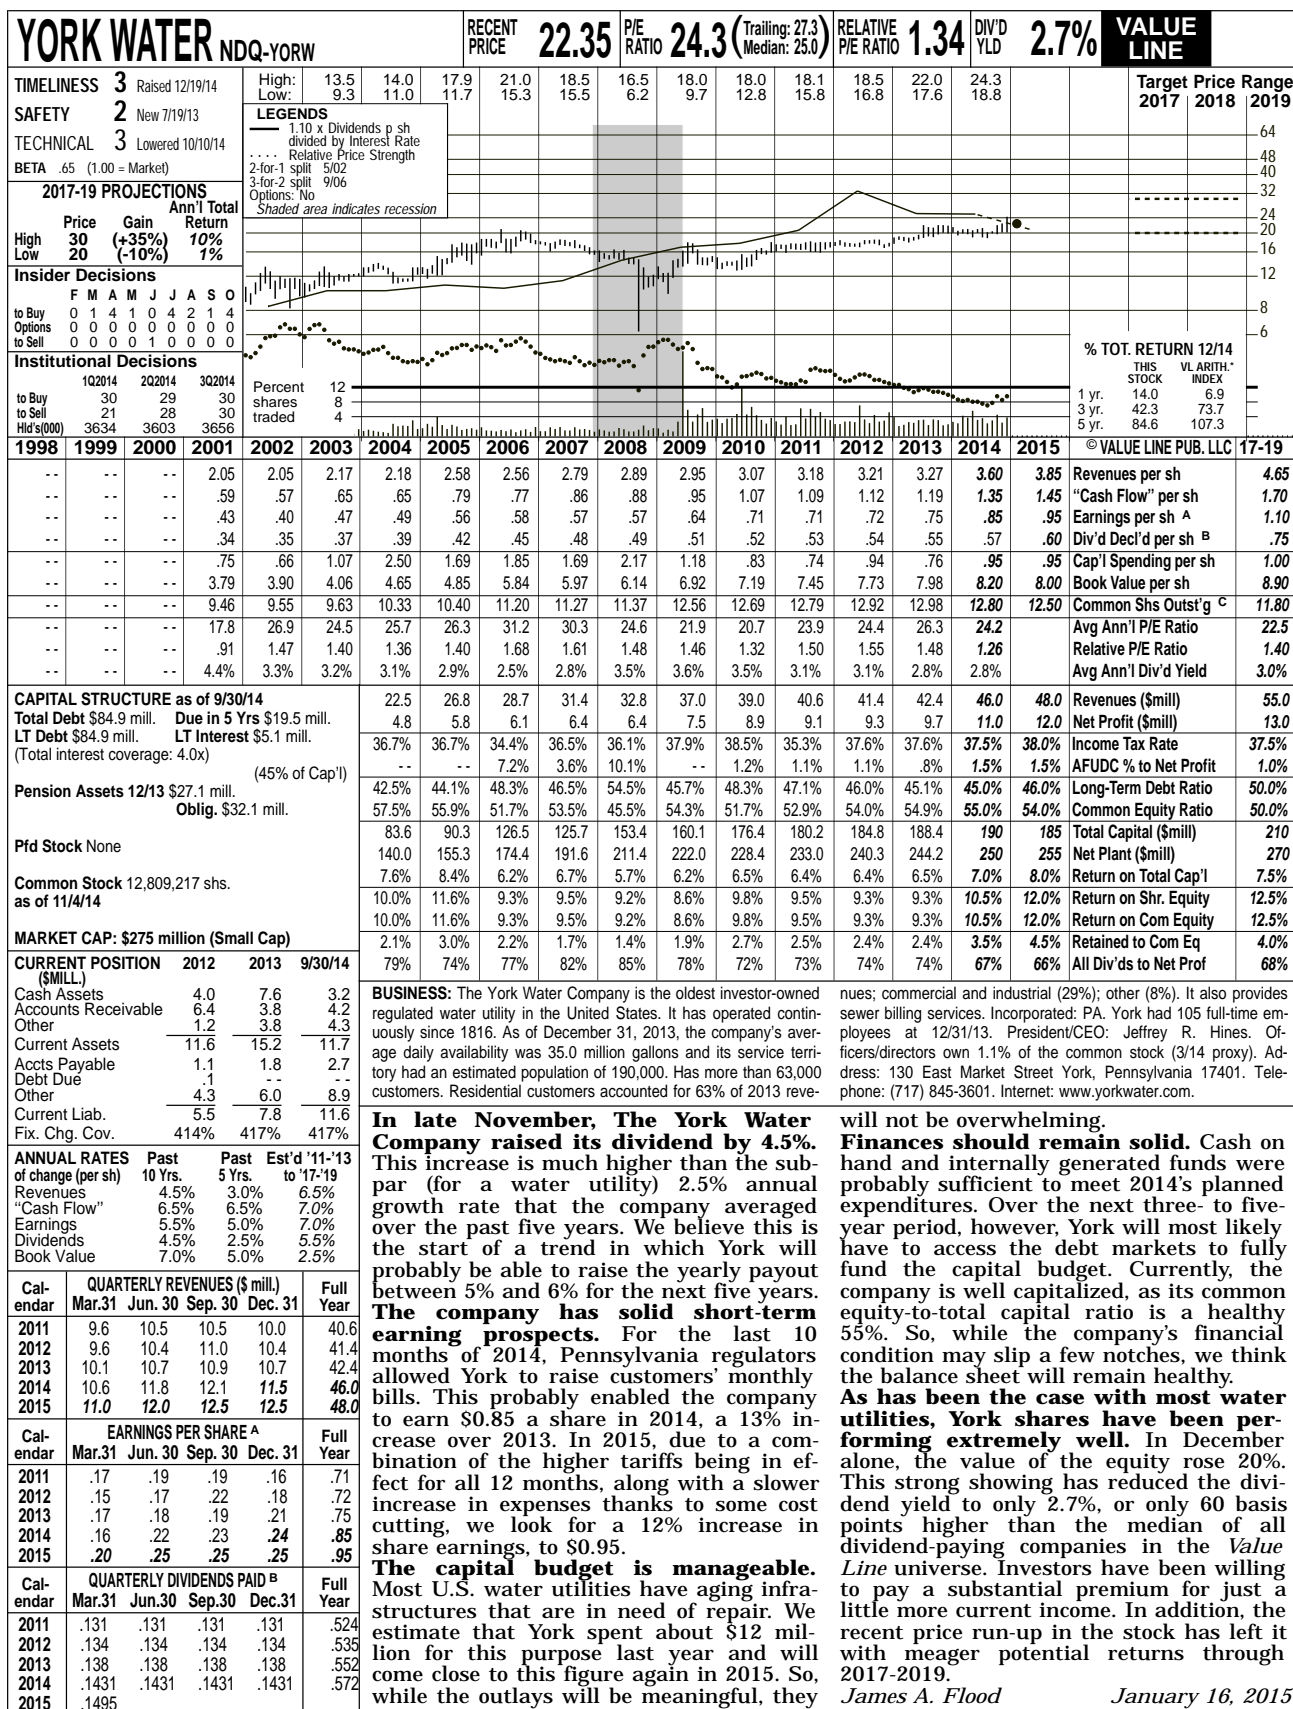 YORK WATER NDQ-YORW
RECENT PRICE 22.35
P/E RATIO 24.3 (Trailing: 27.3 Median: 25.0)
RELATIVE P/E RATIO 1.34
DIV'D YLD 2.7%
VALUE LINE
TIMELINESS 3 Raised 12/19/14
SAFETY 2 New 7/19/13
TECHNICAL 3 Lowered 10/10/14
BETA .65 (1.00 = Market)
2017-19 PROJECTIONS
Ann'l Total
Price Gain Return
High 30 (+35%) 10%
Low 20 (-10%) 1%
Insider Decisions
F M A M J J A S O
to Buy 0 1 4 1 0 4 2 1 4
Options 0 0 0 0 0 0 0 0 0
to Sell 0 0 0 0 1 0 0 0 0
Institutional Decisions
1Q2014 2Q2014 3Q2014
to Buy 30 29 30
to Sell 21 28 30
Hld's(000) 3634 3603 3656
High: 13.5 14.0 17.9 21.0 18.5 16.5 18.0 18.0 18.1 18.5 22.0 24.3
Low: 9.3 11.0 11.7 15.3 15.5 6.2 9.7 12.8 15.8 16.8 17.6 18.8
LEGENDS
1.10 x Dividends p sh
divided by Interest Rate
. . . . Relative Price Strength
2-for-1 split 5/02
3-for-2 split 9/06
Options: No
Shaded area indicates recession
Target Price Range
2017 2018 2019
64
48
40
32
24
20
16
12
8
6
Percent 12
shares 8
traded 4
% TOT. RETURN 12/14
THIS VL ARITH.*
STOCK INDEX
1 yr. 14.0 6.9
3 yr. 42.3 73.7
5 yr. 84.6 107.3
1998 1999 2000 2001 2002 2003 2004 2005 2006 2007 2008 2009 2010 2011 2012 2013 2014 2015 © VALUE LINE PUB. LLC 17-19
- - - - - - 2.05 2.05 2.17 2.18 2.58 2.56 2.79 2.89 2.95 3.07 3.18 3.21 3.27 3.60 3.85 Revenues per sh 4.65
- - - - - - .59 .57 .65 .65 .79 .77 .86 .88 .95 1.07 1.09 1.12 1.19 1.35 1.45 "Cash Flow" per sh 1.70
- - - - - - .43 .40 .47 .49 .56 .58 .57 .57 .64 .71 .71 .72 .75 .85 .95 Earnings per sh A 1.10
- - - - - - .34 .35 .37 .39 .42 .45 .48 .49 .51 .52 .53 .54 .55 .57 .60 Div'd Decl'd per sh B .75
- - - - - - .75 .66 1.07 2.50 1.69 1.85 1.69 2.17 1.18 .83 .74 .94 .76 .95 .95 Cap'l Spending per sh 1.00
- - - - - - 3.79 3.90 4.06 4.65 4.85 5.84 5.97 6.14 6.92 7.19 7.45 7.73 7.98 8.20 8.00 Book Value per sh 8.90
- - - - - - 9.46 9.55 9.63 10.33 10.40 11.20 11.27 11.37 12.56 12.69 12.79 12.92 12.98 12.80 12.50 Common Shs Outst'g C 11.80
- - - - - - 17.8 26.9 24.5 25.7 26.3 31.2 30.3 24.6 21.9 20.7 23.9 24.4 26.3 24.2 Avg Ann'l P/E Ratio 22.5
- - - - - - .91 1.47 1.40 1.36 1.40 1.68 1.61 1.48 1.46 1.32 1.50 1.55 1.48 1.26 Relative P/E Ratio 1.40
- - - - - - 4.4% 3.3% 3.2% 3.1% 2.9% 2.5% 2.8% 3.5% 3.6% 3.5% 3.1% 3.1% 2.8% 2.8% Avg Ann'l Div'd Yield 3.0%
22.5 26.8 28.7 31.4 32.8 37.0 39.0 40.6 41.4 42.4 46.0 48.0 Revenues ($mill) 55.0
4.8 5.8 6.1 6.4 6.4 7.5 8.9 9.1 9.3 9.7 11.0 12.0 Net Profit ($mill) 13.0
36.7% 36.7% 34.4% 36.5% 36.1% 37.9% 38.5% 35.3% 37.6% 37.6% 37.5% 38.0% Income Tax Rate 37.5%
- - - - 7.2% 3.6% 10.1% - - 1.2% 1.1% 1.1% .8% 1.5% 1.5% AFUDC % to Net Profit 1.0%
42.5% 44.1% 48.3% 46.5% 54.5% 45.7% 48.3% 47.1% 46.0% 45.1% 45.0% 46.0% Long-Term Debt Ratio 50.0%
57.5% 55.9% 51.7% 53.5% 45.5% 54.3% 51.7% 52.9% 54.0% 54.9% 55.0% 54.0% Common Equity Ratio 50.0%
83.6 90.3 126.5 125.7 153.4 160.1 176.4 180.2 184.8 188.4 190 185 Total Capital ($mill) 210
140.0 155.3 174.4 191.6 211.4 222.0 228.4 233.0 240.3 244.2 250 255 Net Plant ($mill) 270
7.6% 8.4% 6.2% 6.7% 5.7% 6.2% 6.5% 6.4% 6.4% 6.5% 7.0% 8.0% Return on Total Cap'l 7.5%
10.0% 11.6% 9.3% 9.5% 9.2% 8.6% 9.8% 9.5% 9.3% 9.3% 10.5% 12.0% Return on Shr. Equity 12.5%
10.0% 11.6% 9.3% 9.5% 9.2% 8.6% 9.8% 9.5% 9.3% 9.3% 10.5% 12.0% Return on Com Equity 12.5%
2.1% 3.0% 2.2% 1.7% 1.4% 1.9% 2.7% 2.5% 2.4% 2.4% 3.5% 4.5% Retained to Com Eq 4.0%
79% 74% 77% 82% 85% 78% 72% 73% 74% 74% 67% 66% All Div'ds to Net Prof 68%
CAPITAL STRUCTURE as of 9/30/14
Total Debt $84.9 mill. Due in 5 Yrs $19.5 mill.
LT Debt $84.9 mill. LT Interest $5.1 mill.
(Total interest coverage: 4.0x)
(45% of Cap'l)
Pension Assets 12/13 $27.1 mill.
Oblig. $32.1 mill.
Pfd Stock None
Common Stock 12,809,217 shs.
as of 11/4/14
MARKET CAP: $275 million (Small Cap)
CURRENT POSITION 2012 2013 9/30/14
($MILL.)
Cash Assets 4.0 7.6 3.2
Accounts Receivable 6.4 3.8 4.2
Other 1.2 3.8 4.3
Current Assets 11.6 15.2 11.7
Accts Payable 1.1 1.8 2.7
Debt Due .1 - - - -
Other 4.3 6.0 8.9
Current Liab. 5.5 7.8 11.6
Fix. Chg. Cov. 414% 417% 417%
ANNUAL RATES Past Past Est'd '11-'13
of change (per sh) 10 Yrs. 5 Yrs. to '17-'19
Revenues 4.5% 3.0% 6.5%
"Cash Flow" 6.5% 6.5% 7.0%
Earnings 5.5% 5.0% 7.0%
Dividends 4.5% 2.5% 5.5%
Book Value 7.0% 5.0% 2.5%
Cal- QUARTERLY REVENUES ($ mill.) Full
endar Mar.31 Jun. 30 Sep. 30 Dec. 31 Year
2011 9.6 10.5 10.5 10.0 40.6
2012 9.6 10.4 11.0 10.4 41.4
2013 10.1 10.7 10.9 10.7 42.4
2014 10.6 11.8 12.1 11.5 46.0
2015 11.0 12.0 12.5 12.5 48.0
Cal- EARNINGS PER SHARE A Full
endar Mar.31 Jun. 30 Sep. 30 Dec. 31 Year
2011 .17 .19 .19 .16 .71
2012 .15 .17 .22 .18 .72
2013 .17 .18 .19 .21 .75
2014 .16 .22 .23 .24 .85
2015 .20 .25 .25 .25 .95
Cal- QUARTERLY DIVIDENDS PAID B Full
endar Mar.31 Jun.30 Sep.30 Dec.31 Year
2011 .131 .131 .131 .131 .524
2012 .134 .134 .134 .134 .535
2013 .138 .138 .138 .138 .552
2014 .1431 .1431 .1431 .1431 .572
2015 .1495
BUSINESS: The York Water Company is the oldest investor-owned
regulated water utility in the United States. It has operated contin-
uously since 1816. As of December 31, 2013, the company's aver-
age daily availability was 35.0 million gallons and its service terri-
tory had an estimated population of 190,000. Has more than 63,000
customers. Residential customers accounted for 63% of 2013 reve-
nues; commercial and industrial (29%); other (8%). It also provides
sewer billing services. Incorporated: PA. York had 105 full-time em-
ployees at 12/31/13. President/CEO: Jeffrey R. Hines. Of-
ficers/directors own 1.1% of the common stock (3/14 proxy). Ad-
dress: 130 East Market Street York, Pennsylvania 17401. Tele-
phone: (717) 845-3601. Internet: www.yorkwater.com.
In late November, The York Water
Company raised its dividend by 4.5%.
This increase is much higher than the sub-
par (for a water utility) 2.5% annual
growth rate that the company averaged
over the past five years. We believe this is
the start of a trend in which York will
probably be able to raise the yearly payout
between 5% and 6% for the next five years.
The company has solid short-term
earning prospects. For the last 10
months of 2014, Pennsylvania regulators
allowed York to raise customers' monthly
bills. This probably enabled the company
to earn $0.85 a share in 2014, a 13% in-
crease over 2013. In 2015, due to a com-
bination of the higher tariffs being in ef-
fect for all 12 months, along with a slower
increase in expenses thanks to some cost
cutting, we look for a 12% increase in
share earnings, to $0.95.
The capital budget is manageable.
Most U.S. water utilities have aging infra-
structures that are in need of repair. We
estimate that York spent about $12 mil-
lion for this purpose last year and will
come close to this figure again in 2015. So,
while the outlays will be meaningful, they
will not be overwhelming.
Finances should remain solid. Cash on
hand and internally generated funds were
probably sufficient to meet 2014's planned
expenditures. Over the next three- to five-
year period, however, York will most likely
have to access the debt markets to fully
fund the capital budget. Currently, the
company is well capitalized, as its common
equity-to-total capital ratio is a healthy
55%. So, while the company's financial
condition may slip a few notches, we think
the balance sheet will remain healthy.
As has been the case with most water
utilities, York shares have been per-
forming extremely well. In December
alone, the value of the equity rose 20%.
This strong showing has reduced the divi-
dend yield to only 2.7%, or only 60 basis
points higher than the median of all
dividend-paying companies in the Value
Line universe. Investors have been willing
to pay a substantial premium for just a
little more current income. In addition, the
recent price run-up in the stock has left it
with meager potential returns through
2017-2019.
James A. Flood January 16, 2015